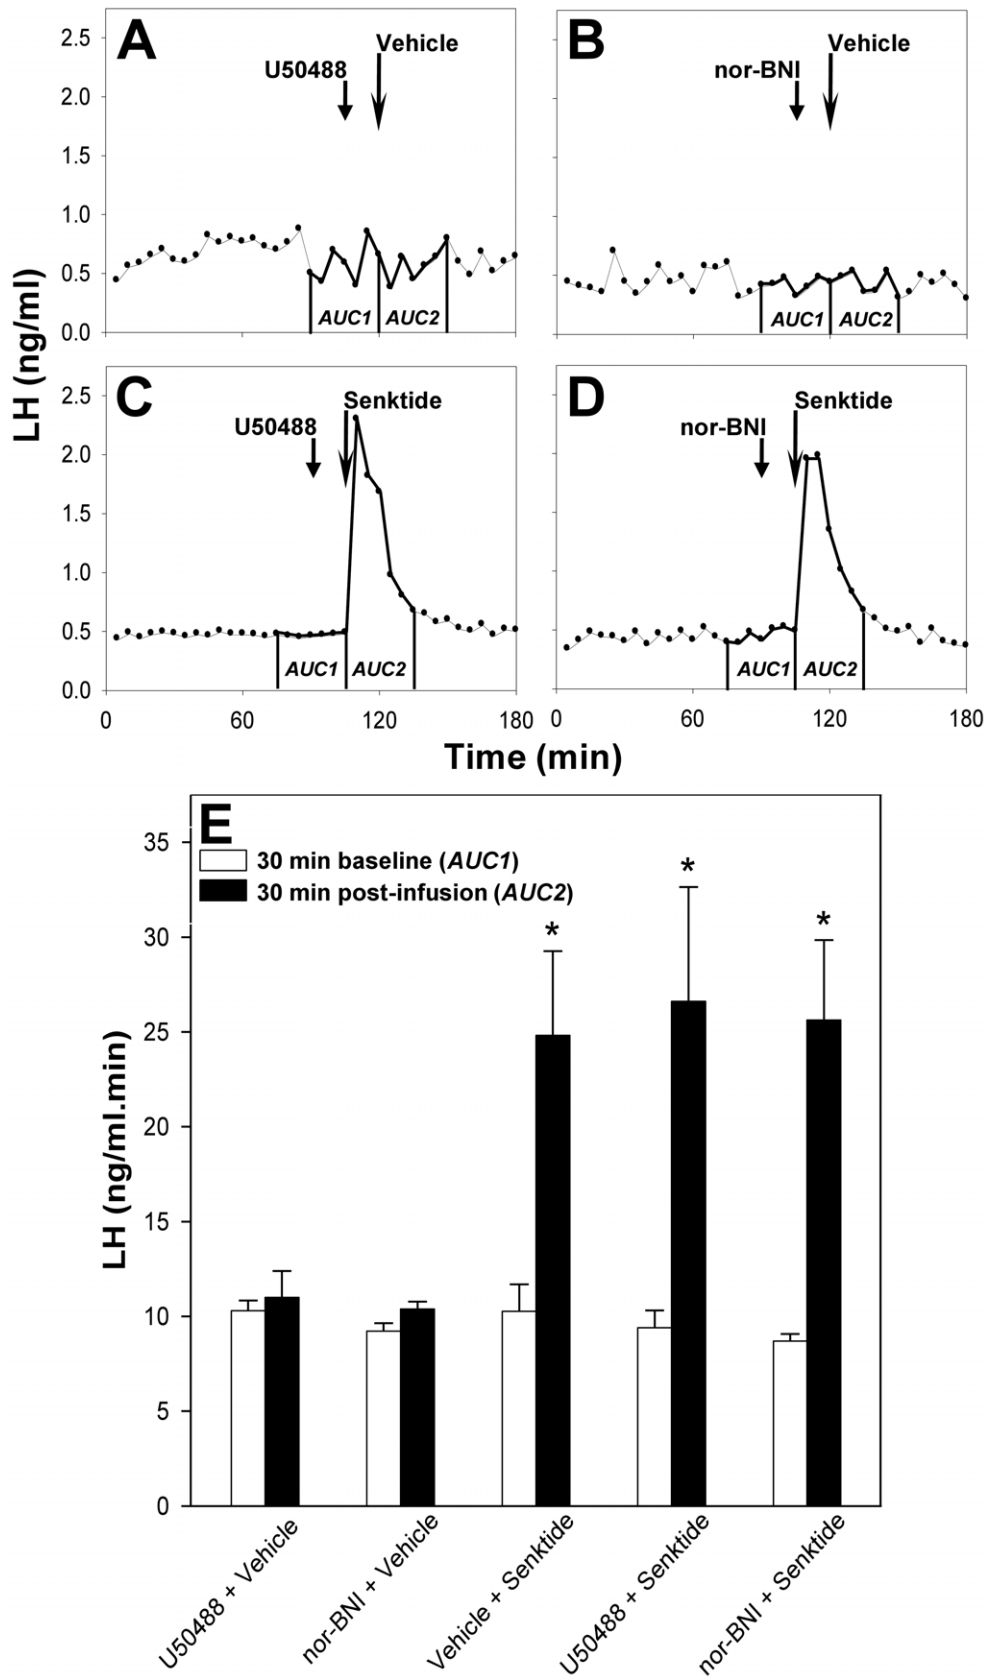 A
Vehicle
U50488
2.5
2.0
1.5
1.0
0.5
0.0
AUC1 AUC2
B
Vehicle
nor-BNI
AUC1 AUC2
LH (ng/ml)
C
Senktide
U50488
2.5
2.0
1.5
1.0
0.5
0.0
AUC1 AUC2
0 60 120 180
D
Senktide
nor-BNI
AUC1 AUC2
0 60 120 180
Time (min)
E
30 min baseline (AUC1)
30 min post-infusion (AUC2)
35
30
25
20
15
10
5
0
* * *
LH (ng/ml.min)
U50488 + Vehicle
nor-BNI + Vehicle
Vehicle + Senktide
U50488 + Senktide
nor-BNI + Senktide